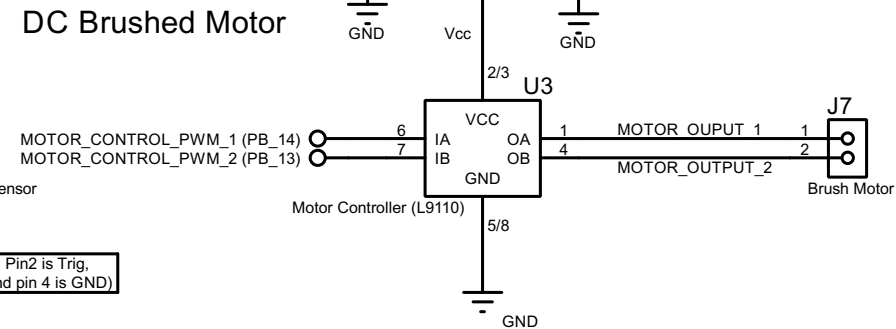 DC Brushed Motor
GND
Vcc
GND
2/3
U3
J7
VCC
MOTOR_CONTROL_PWM_1 (PB_14)
6
IA
OA
1
MOTOR_OUPUT_1
1
MOTOR_CONTROL_PWM_2 (PB_13)
7
IB
OB
4
MOTOR_OUTPUT_2
2
GND
ensor
Brush Motor
Motor Controller (L9110)
5/8
Pin2 is Trig,
nd pin 4 is GND)
GND